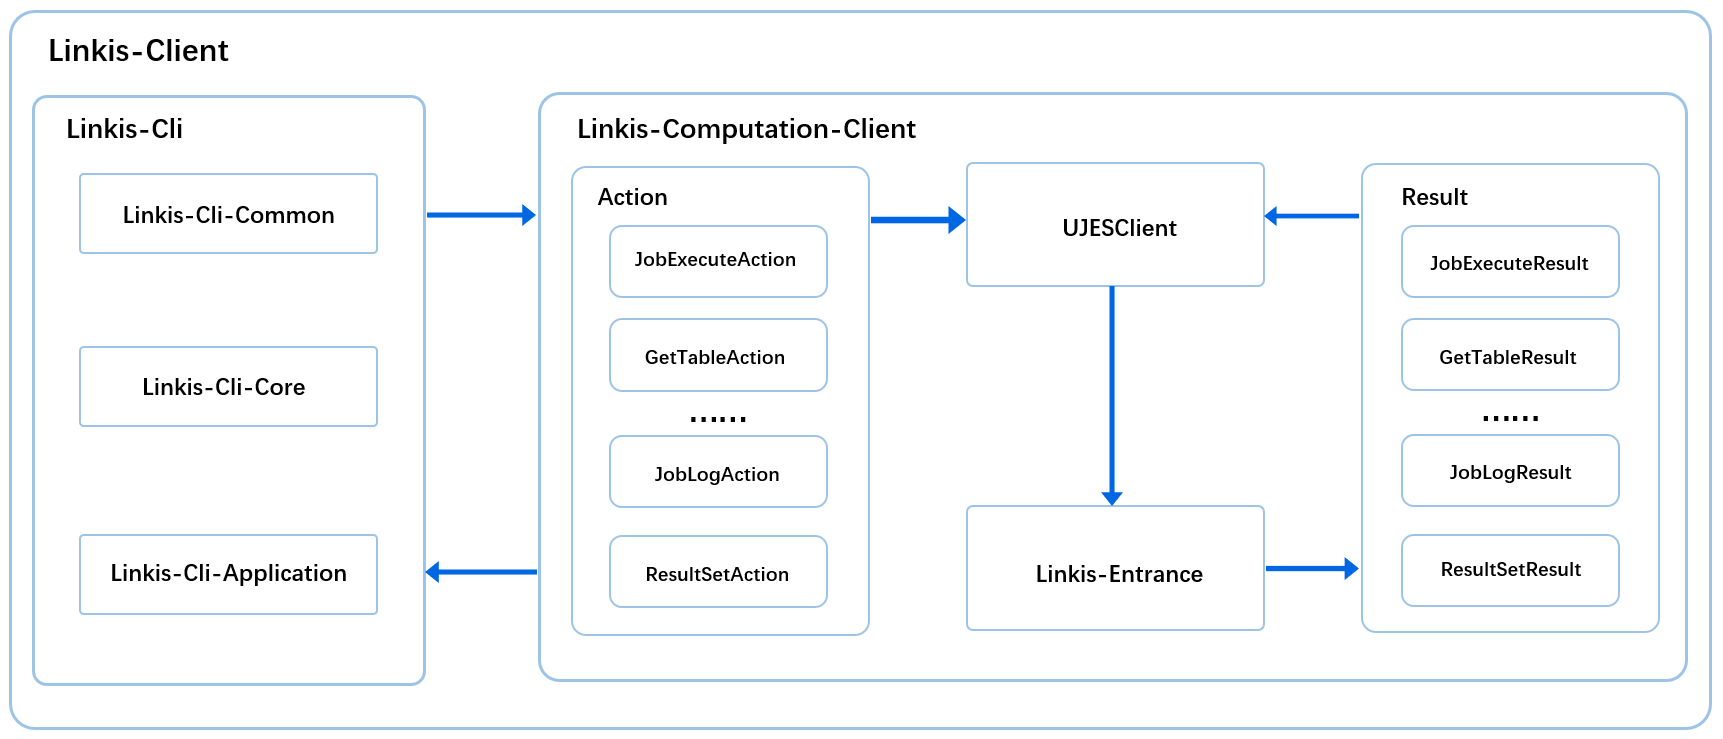 Linkis-Client
Linkis-Cli
Linkis-Cli-Common
Linkis-Cli-Core
Linkis-Cli-Application
Linkis-Computation-Client
Action
JobExecuteAction
GetTableAction
......
JobLogAction
ResultSetAction
UJESClient
Linkis-Entrance
Result
JobExecuteResult
GetTableResult
......
JobLogResult
ResultSetResult